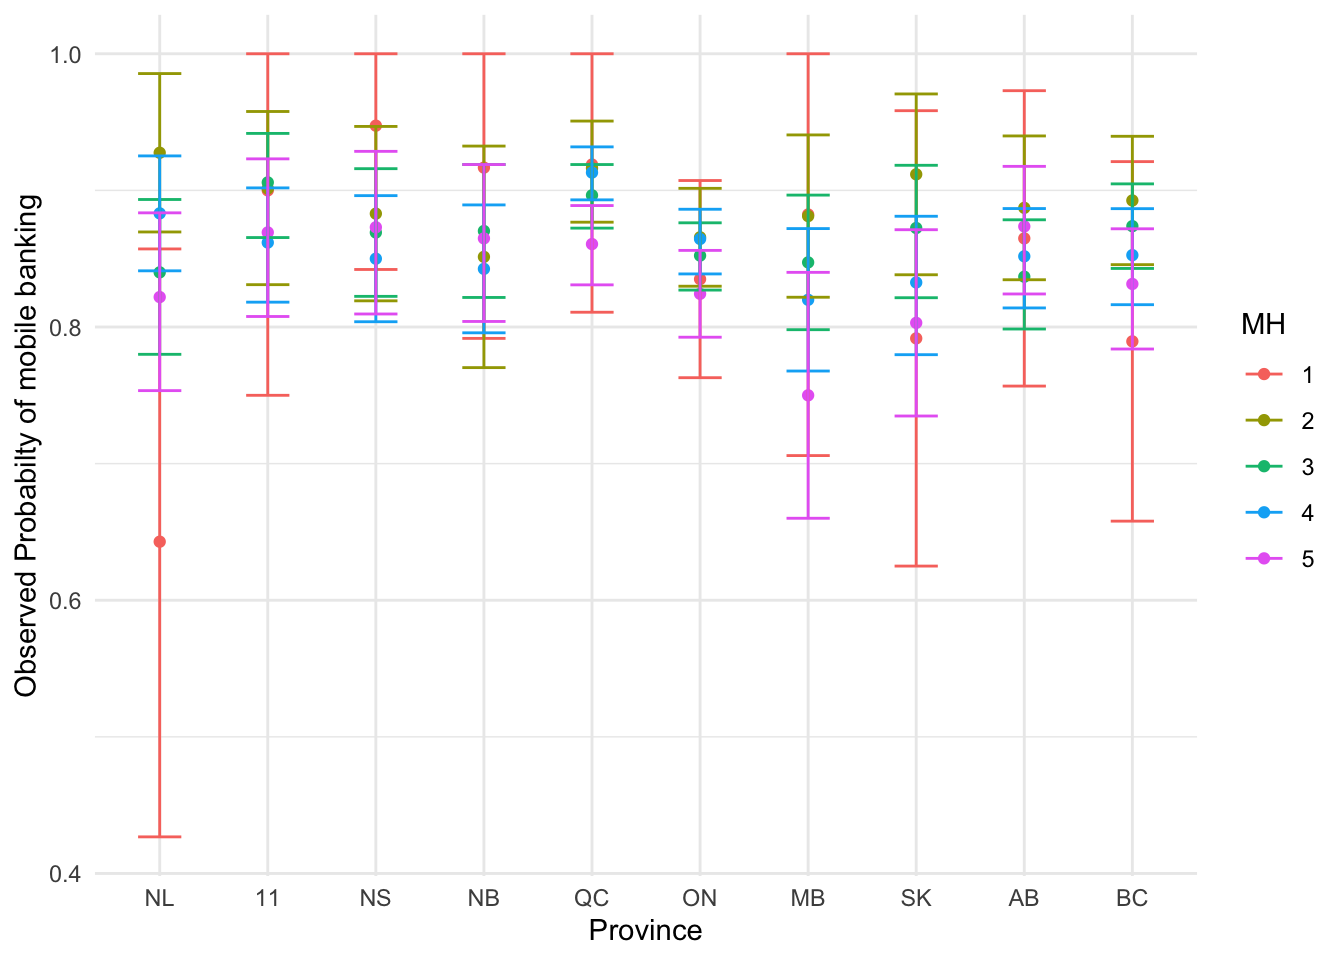 Observed Probabilty of mobile banking
1.0
0.8
0.6
0.4
NL 11 NS NB QC ON MB SK AB BC
Province
MH
1
2
3
4
5